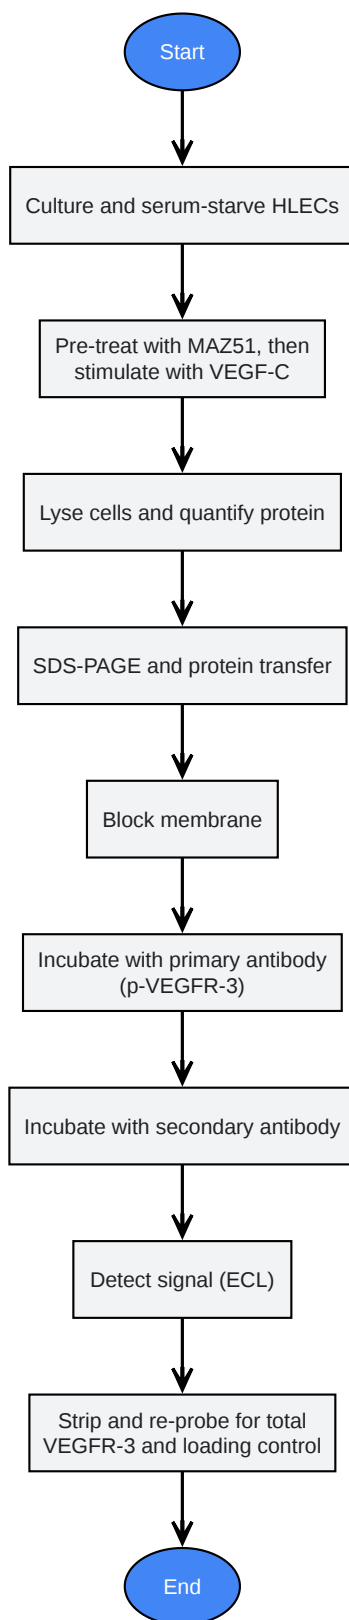 Start
Culture and serum-starve HLECs
Pre-treat with MAZ51, then
stimulate with VEGF-C
Lyse cells and quantify protein
SDS-PAGE and protein transfer
Block membrane
Incubate with primary antibody
(p-VEGFR-3)
Incubate with secondary antibody
Detect signal (ECL)
Strip and re-probe for total
VEGFR-3 and loading control
End